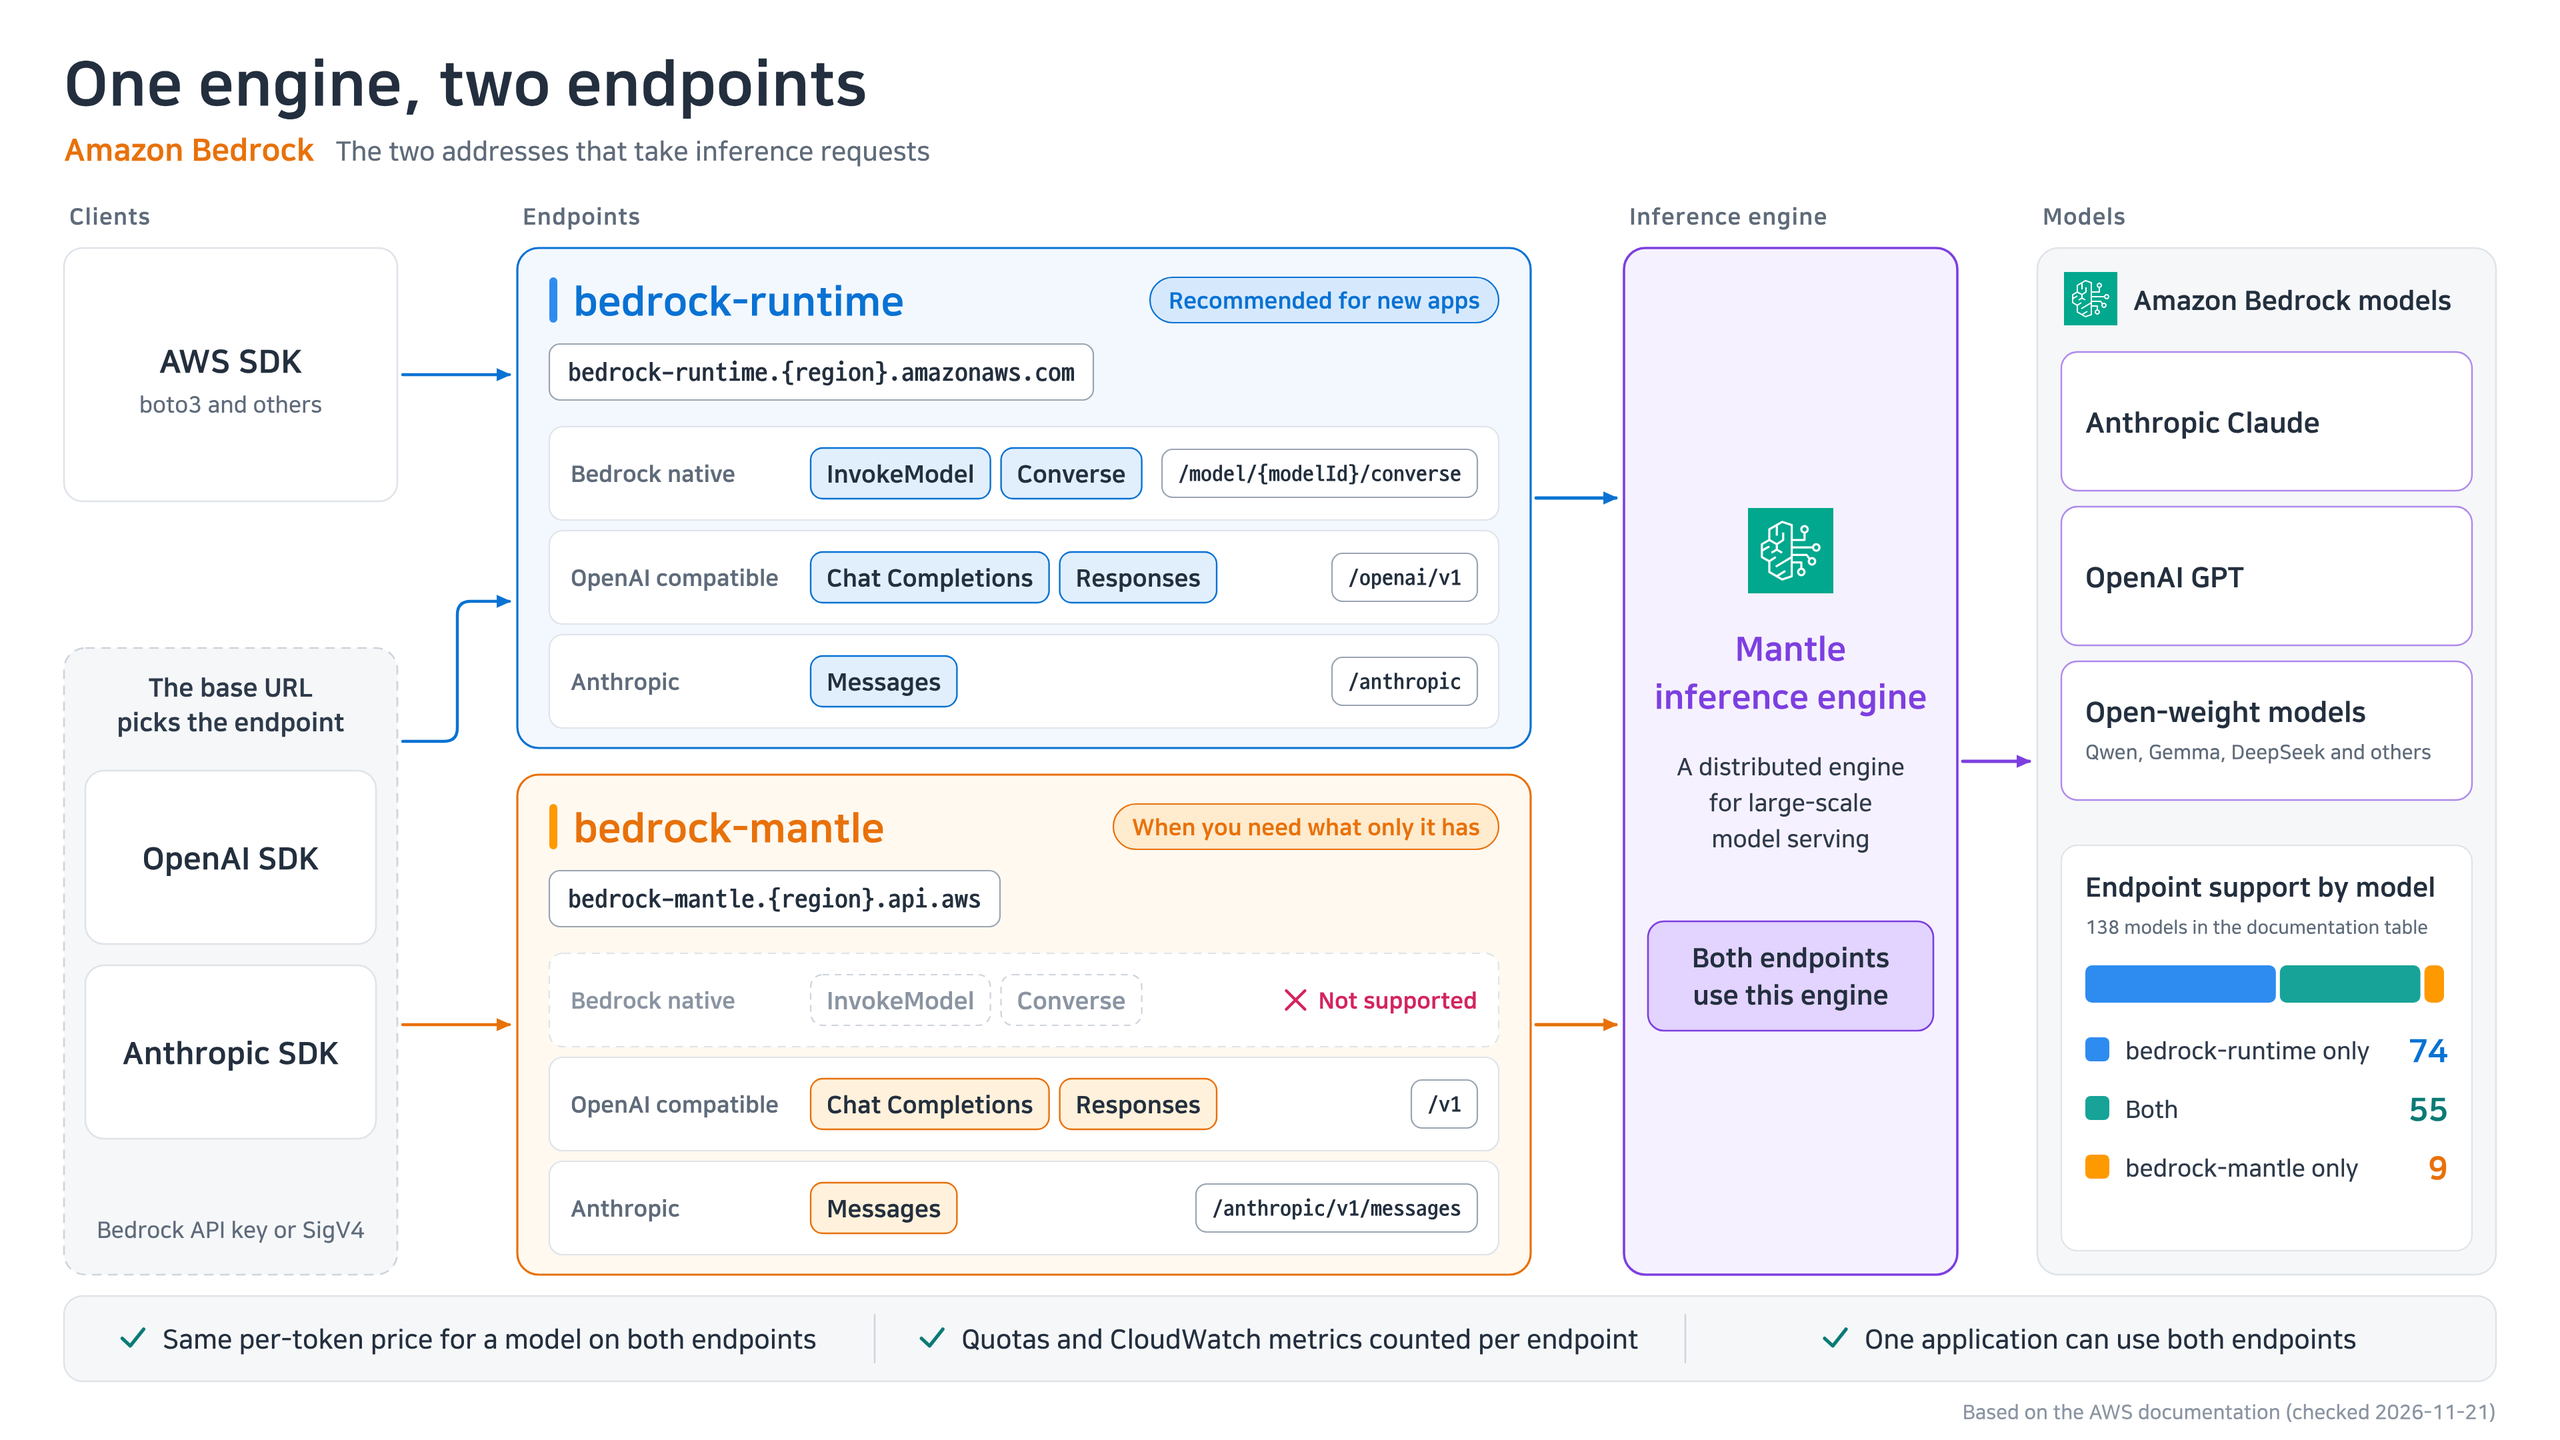 One engine, two endpoints
Amazon Bedrock The two addresses that take inference requests
Clients
AWS SDK
boto3 and others
The base URL
picks the endpoint
OpenAI SDK
Anthropic SDK
Bedrock API key or SigV4
Endpoints
bedrock-runtime
Recommended for new apps
bedrock-runtime.{region}.amazonaws.com
Bedrock native InvokeModel Converse /model/{modelId}/converse
OpenAI compatible Chat Completions Responses /openai/v1
Anthropic Messages /anthropic
bedrock-mantle
When you need what only it has
bedrock-mantle.{region}.api.aws
Bedrock native InvokeModel Converse Not supported
OpenAI compatible Chat Completions Responses /v1
Anthropic Messages /anthropic/v1/messages
Inference engine
Mantle
inference engine
A distributed engine
for large-scale
model serving
Both endpoints
use this engine
Models
Amazon Bedrock models
Anthropic Claude
OpenAI GPT
Open-weight models
Qwen, Gemma, DeepSeek and others
Endpoint support by model
138 models in the documentation table
bedrock-runtime only 74
Both 55
bedrock-mantle only 9
Same per-token price for a model on both endpoints
Quotas and CloudWatch metrics counted per endpoint
One application can use both endpoints
Based on the AWS documentation (checked 2026-11-21)